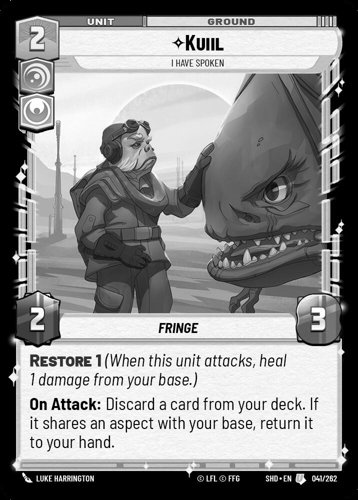 UNIT
GROUND
2
✧KUIIL
I HAVE SPOKEN
2
3
FRINGE
RESTORE 1 (When this unit attacks, heal
1 damage from your base.)
On Attack: Discard a card from your deck. If
it shares an aspect with your base, return it
to your hand.
LUKE HARRINGTON
© LFL © FFG
SHD • EN
041/262